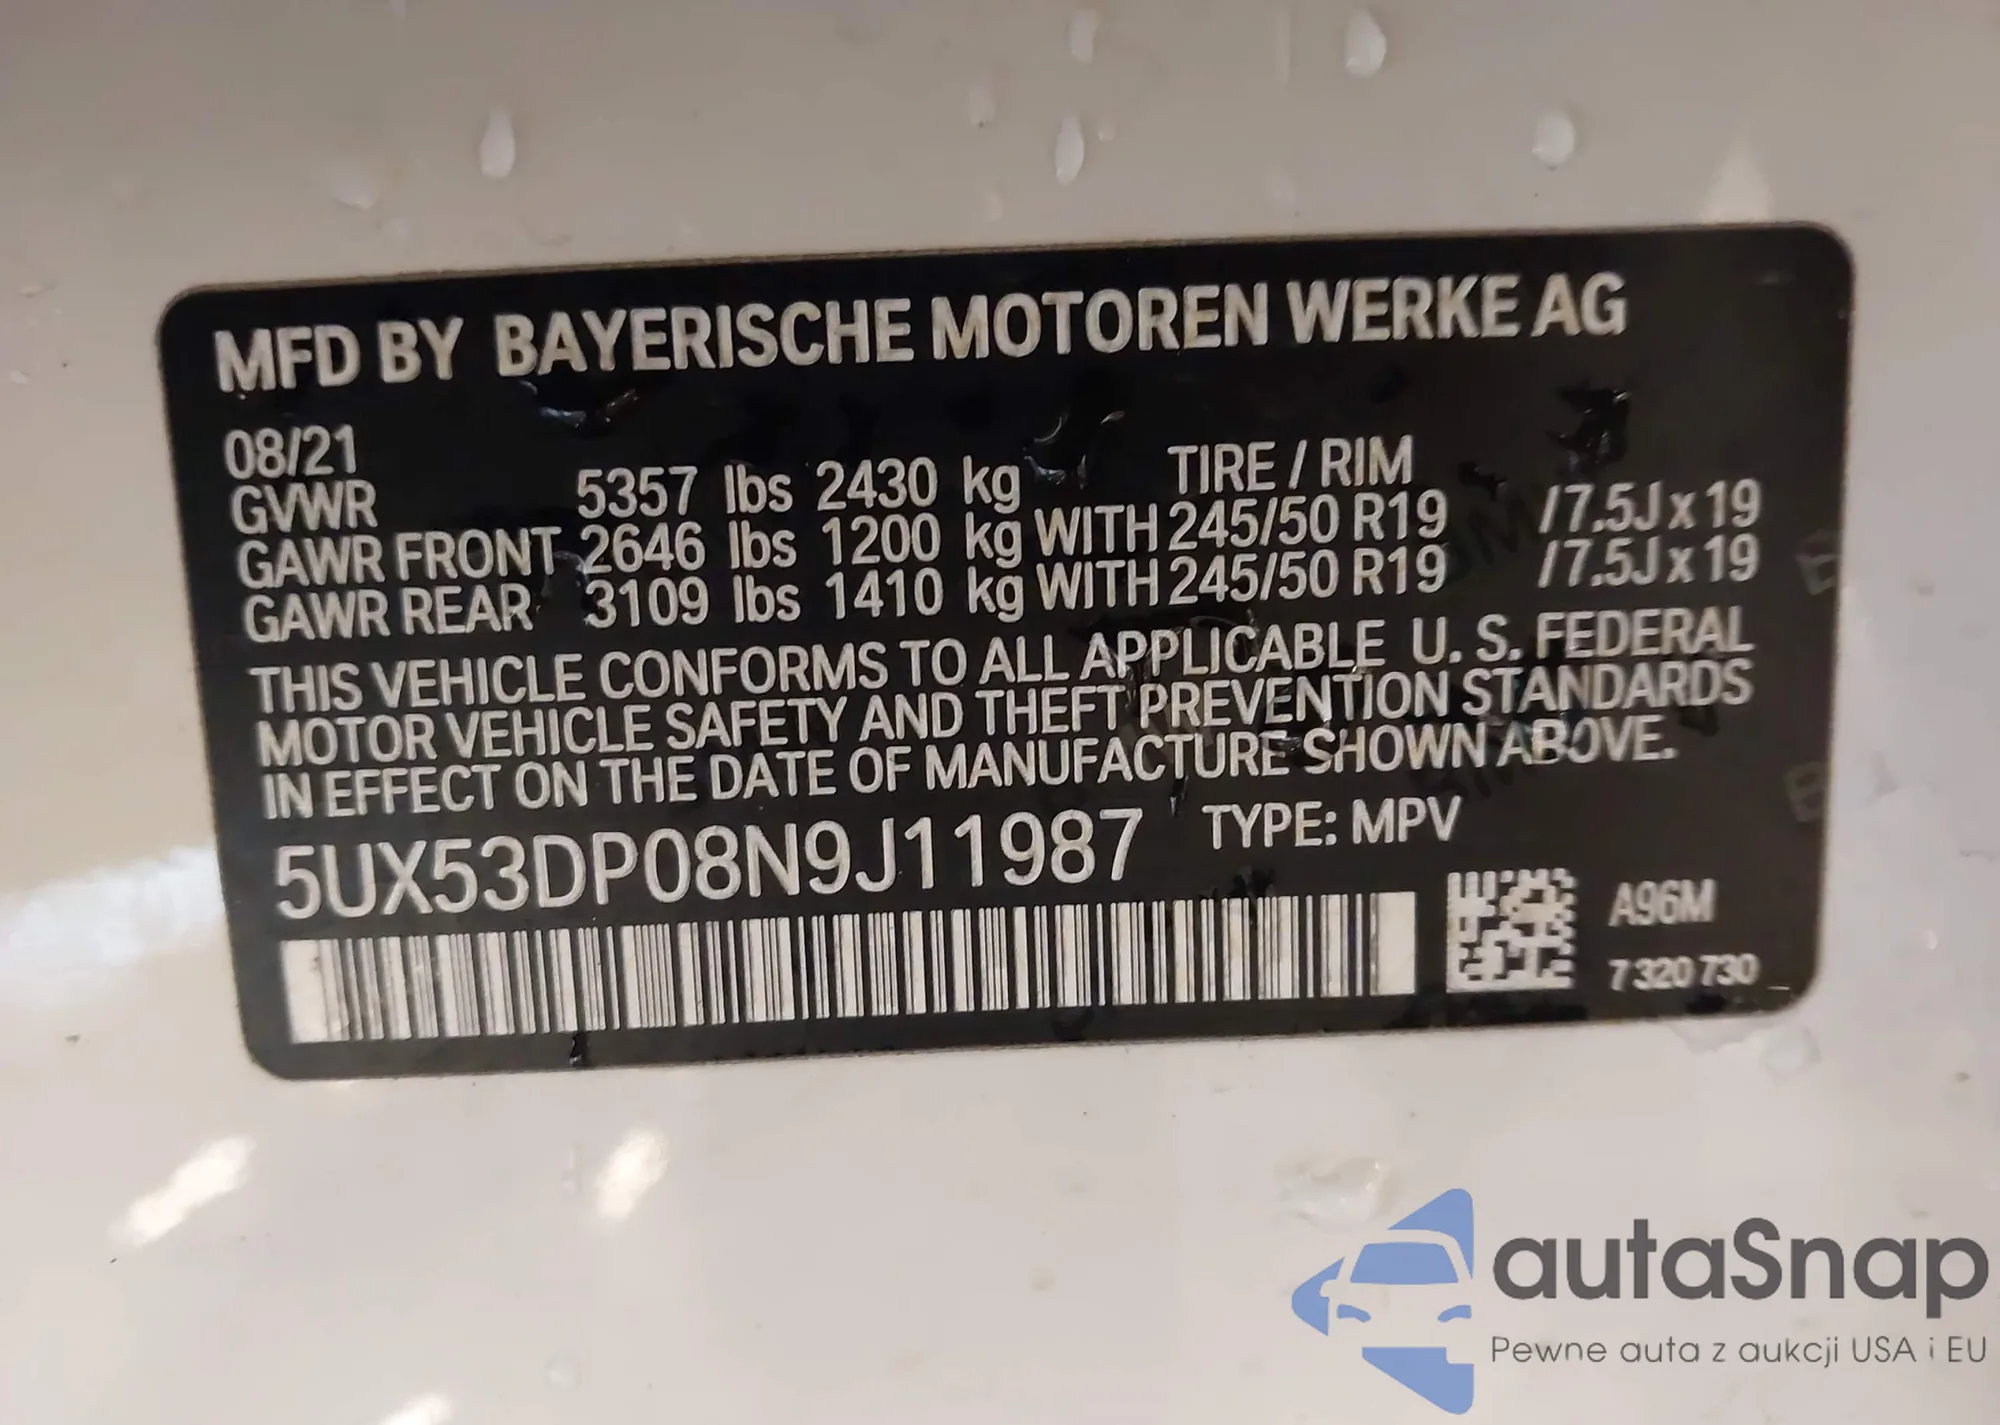 MFD BY BAYERISCHE MOTOREN WERKE AG
08/21
GVWR 5357 lbs 2430 kg TIRE / RIM
GAWR FRONT 2646 lbs 1200 kg WITH 245/50 R19 /7.5J x 19
GAWR REAR 3109 lbs 1410 kg WITH 245/50 R19 /7.5J x 19
THIS VEHICLE CONFORMS TO ALL APPLICABLE U. S. FEDERAL
MOTOR VEHICLE SAFETY AND THEFT PREVENTION STANDARDS
IN EFFECT ON THE DATE OF MANUFACTURE SHOWN ABOVE.
5UX53DP08N9J11987 TYPE: MPV
A96M
7 320 730
autaSnap
Pewne auta z aukcji USA i EU